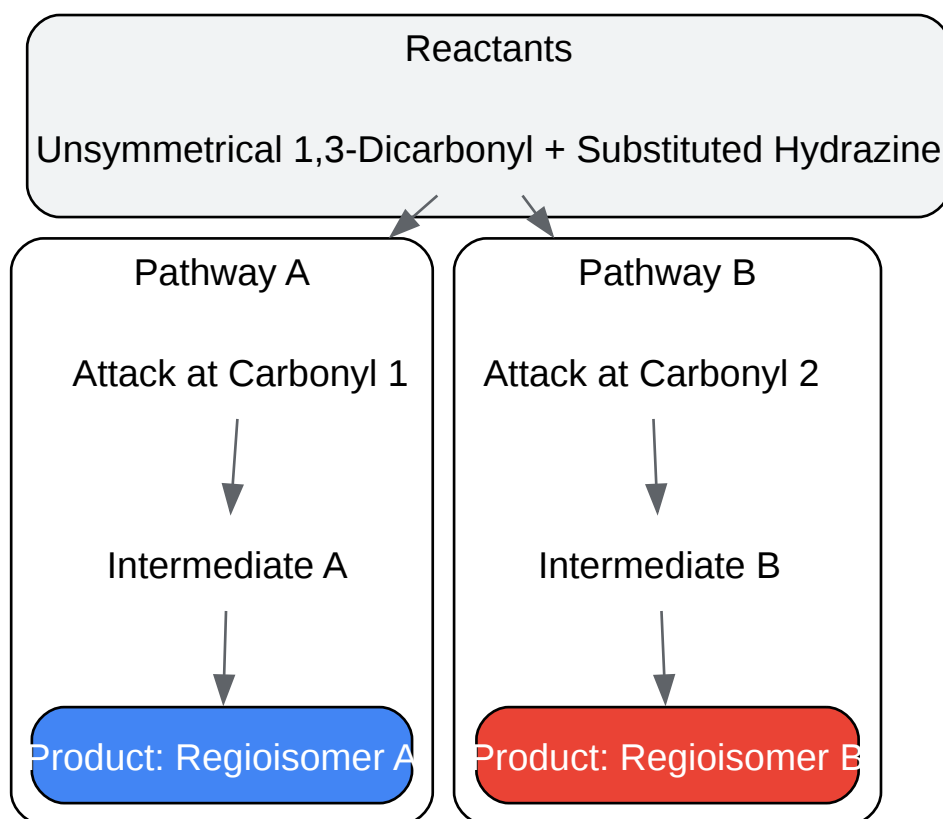 Reactants
Unsymmetrical 1,3-Dicarbonyl + Substituted Hydrazine
Pathway A
Attack at Carbonyl 1
Intermediate A
Product: Regioisomer A
Pathway B
Attack at Carbonyl 2
Intermediate B
Product: Regioisomer B